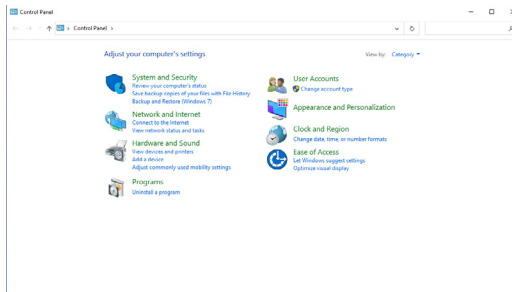 Control Panel
Control Panel
Adjust your computer's settings
View by: Category
System and Security
Review your computer's status
Save backup copies of your files with File History
Backup and Restore (Windows 7)
Network and Internet
Connect to the Internet
View network status and tasks
Hardware and Sound
View devices and printers
Add a device
Adjust commonly used mobility settings
Programs
Uninstall a program
User Accounts
Change account type
Appearance and Personalization
Clock and Region
Change date, time, or number formats
Ease of Access
Let Windows suggest settings
Optimize visual display